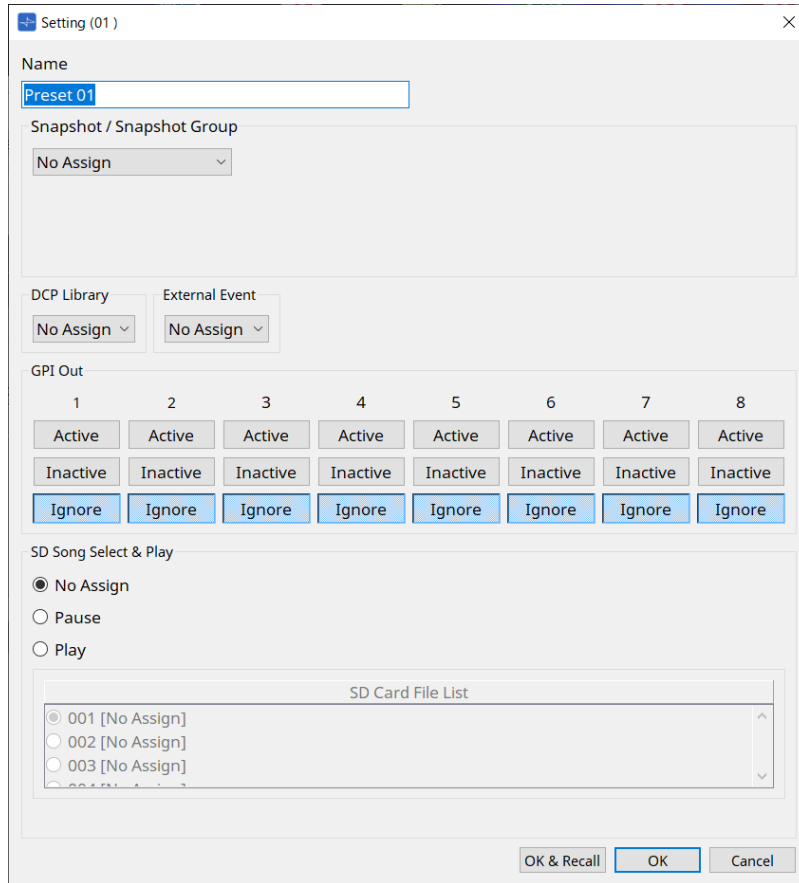 Setting (01 )
Name
Preset 01
Snapshot / Snapshot Group
No Assign
DCP Library External Event
No Assign No Assign
GPI Out
1 2 3 4 5 6 7 8
Active Active Active Active Active Active Active Active
Inactive Inactive Inactive Inactive Inactive Inactive Inactive Inactive
Ignore Ignore Ignore Ignore Ignore Ignore Ignore Ignore
SD Song Select & Play
No Assign
Pause
Play
SD Card File List
001 [No Assign]
002 [No Assign]
003 [No Assign]
OK & Recall OK Cancel